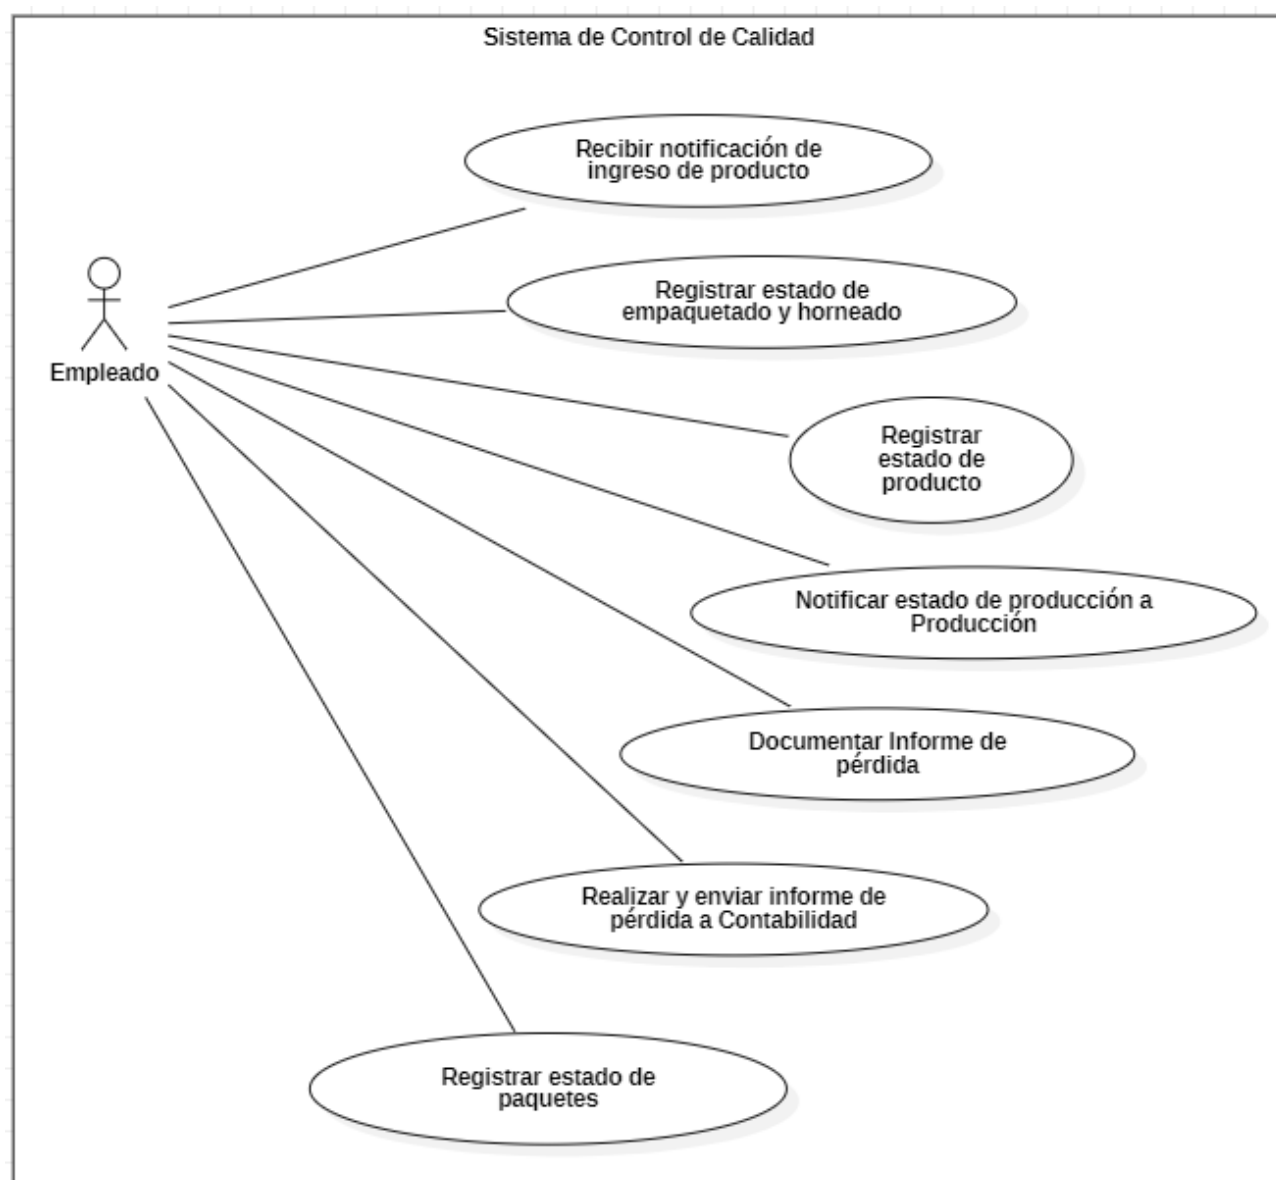 Sistema de Control de Calidad
Recibir notificación de
ingreso de producto
Registrar estado de
empaquetado y horneado
Empleado
Registrar
estado de
producto
Notificar estado de producción a
Producción
Documentar Informe de
pérdida
Realizar y enviar informe de
pérdida a Contabilidad
Registrar estado de
paquetes